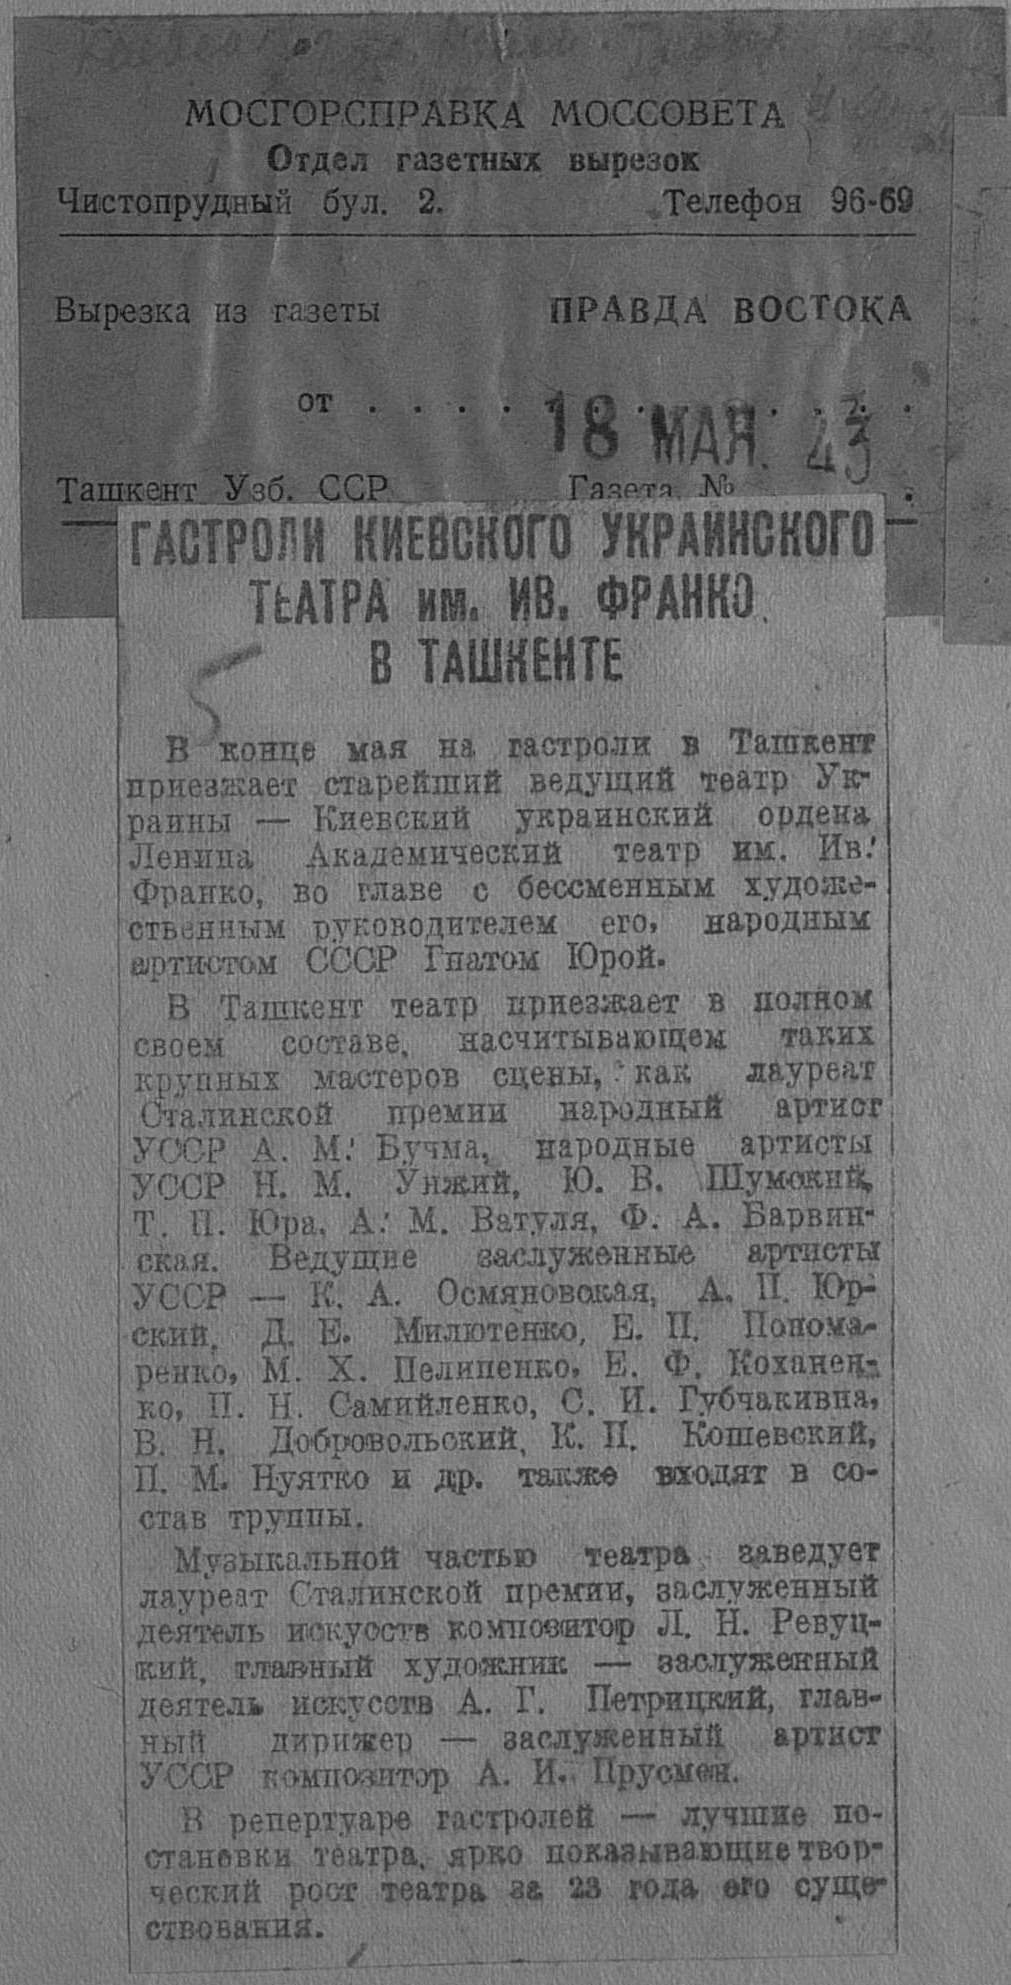 МОСГОРСПРАВКА МОССОВЕТА
Отдел газетных вырезок
Чистопрудный бул. 2. Телефон 96-69
Вырезка из газеты ПРАВДА ВОСТОКА
от . . . . 18 МАЯ. 43
Ташкент Узб. ССР Газета №
ГАСТРОЛИ КИЕВСКОГО УКРАИНСКОГО
ТЕАТРА им. ИВ. ФРАНКО
В ТАШКЕНТЕ
5
В конце мая на гастроли в Ташкент
приезжает старейший ведущий театр Ук-
раины — Киевский украинский ордена
Ленина Академический театр им. Ив.
Франко, во главе с бессменным художе-
ственным руководителем его, народным
артистом СССР Гнатом Юрой.
В Ташкент театр приезжает в полном
своем составе, насчитывающем таких
крупных мастеров сцены, как лауреат
Сталинской премии народный артист
УССР А. М. Бучма, народные артисты
УССР Н. М. Ужвий, Ю. В. Шумский,
Т. П. Юра, А. М. Ватуля, Ф. А. Барвин-
ская. Ведущие заслуженные артисты
УССР — К. А. Осмяновская, А. П. Юр-
ский, Д. Е. Милютенко, Е. П. Понома-
ренко, М. Х. Пелипенко, Е. Ф. Коханен-
ко, П. Н. Самийленко, С. И. Губчакивна,
В. Н. Добровольский, К. П. Кошевский,
П. М. Нуятко и др. также входят в со-
став труппы.
Музыкальной частью театра заведует
лауреат Сталинской премии, заслуженный
деятель искусств композитор Л. Н. Ревуц-
кий, главный художник — заслуженный
деятель искусств А. Г. Петрицкий, глав-
ный дирижер — заслуженный артист
УССР композитор А. И. Прусмен.
В репертуаре гастролей — лучшие по-
становки театра, ярко показывающие твор-
ческий рост театра за 23 года его суще-
ствования.